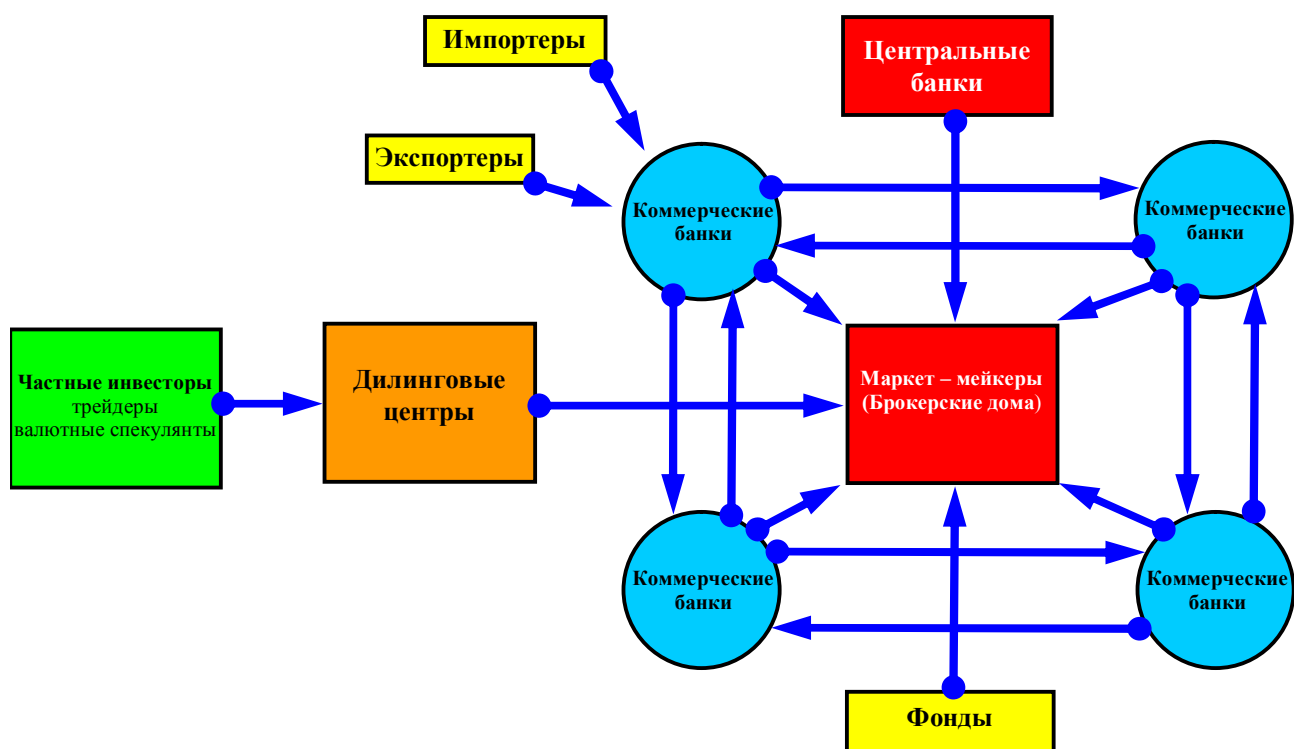 Импортеры
Центральные
банки
Экспортеры
Коммерческие
банки
Коммерческие
банки
Частные инвесторы
трейдеры
валютные спекулянты
Дилинговые
центры
Маркет – мейкеры
(Брокерские дома)
Коммерческие
банки
Коммерческие
банки
Фонды